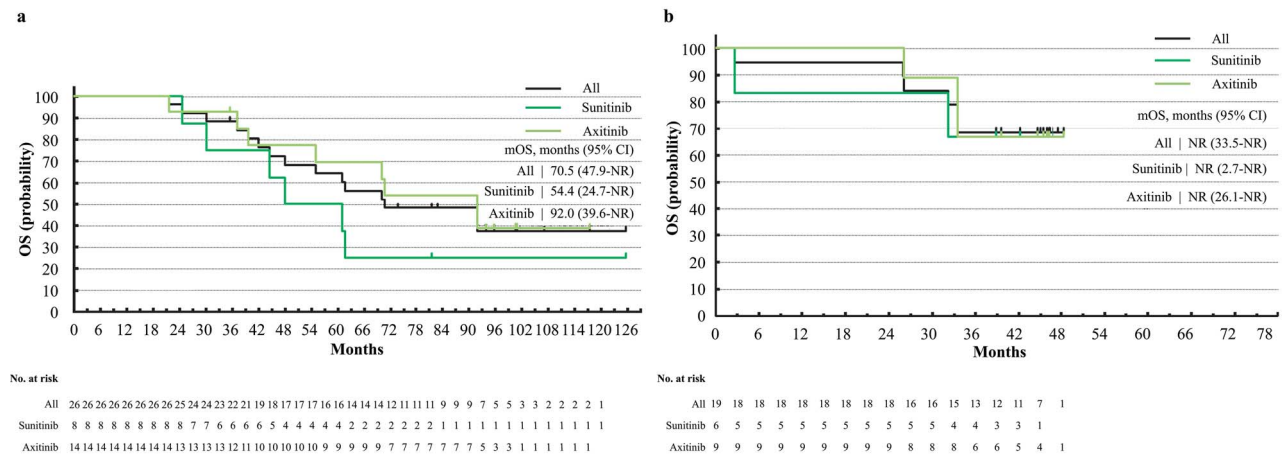 a
All
Sunitinib
Axitinib
mOS, months (95% CI)
All | 70.5 (47.9-NR)
Sunitinib | 54.4 (24.7-NR)
Axitinib | 92.0 (39.6-NR)
OS (probability)
100
90
80
70
60
50
40
30
20
10
0
0 6 12 18 24 30 36 42 48 54 60 66 72 78 84 90 96 102 108 114 120 126
Months
No. at risk
All 26 26 26 26 26 26 26 26 25 24 24 23 22 21 19 18 17 17 17 16 16 14 14 14 12 11 11 11 9 9 9 7 5 5 3 3 2 2 2 2 1
Sunitinib 8 8 8 8 8 8 8 8 8 7 7 6 6 6 6 5 4 4 4 4 4 2 2 2 2 2 2 2 1 1 1 1 1 1 1 1 1 1 1 1 1
Axitinib 14 14 14 14 14 14 14 14 13 13 13 13 12 11 10 10 10 10 10 9 9 9 9 9 7 7 7 7 7 7 7 5 3 3 1 1 1 1 1 1
b
All
Sunitinib
Axitinib
mOS, months (95% CI)
All | NR (33.5-NR)
Sunitinib | NR (2.7-NR)
Axitinib | NR (26.1-NR)
OS (probability)
100
90
80
70
60
50
40
30
20
10
0
0 6 12 18 24 30 36 42 48 54 60 66 72 78
Months
No. at risk
All 19 18 18 18 18 18 18 18 18 16 16 15 13 12 11 7 1
Sunitinib 6 5 5 5 5 5 5 5 5 5 5 4 4 3 3 1
Axitinib 9 9 9 9 9 9 9 9 9 8 8 8 6 6 5 4 1